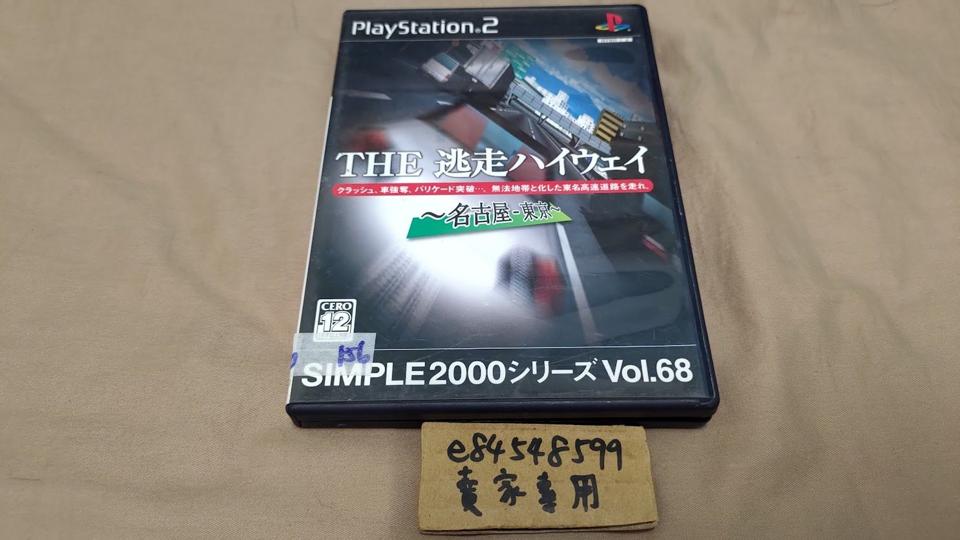 PlayStation®2
THE 逃走ハイウェイ
クラッシュ、車強奪、バリケード突破…。無法地帯と化した東名高速道路を走れ。
〜名古屋-東京〜
CERO
12
156
SIMPLE2000シリーズ Vol.68
e84548599
賣家專用